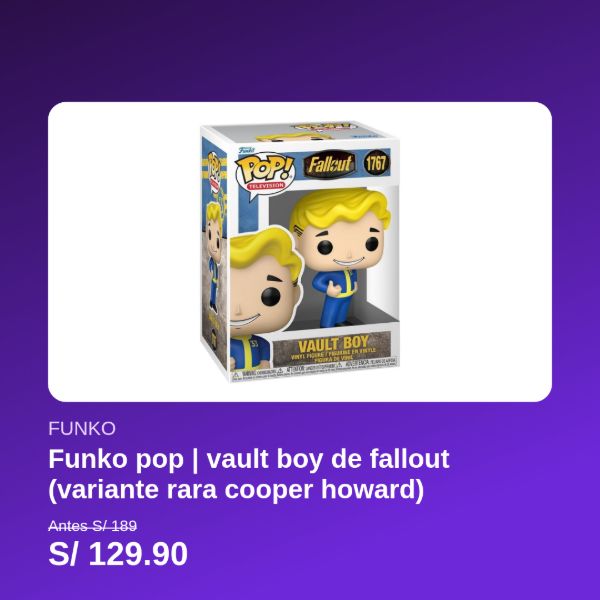 Funko
POP!
TELEVISION
Fallout
1767
VAULT BOY
VINYL FIGURE / FIGURINE EN VINYLE
FIGURA DE VINIL
FUNKO
Funko pop | vault boy de fallout
(variante rara cooper howard)
Antes S/ 189
S/ 129.90